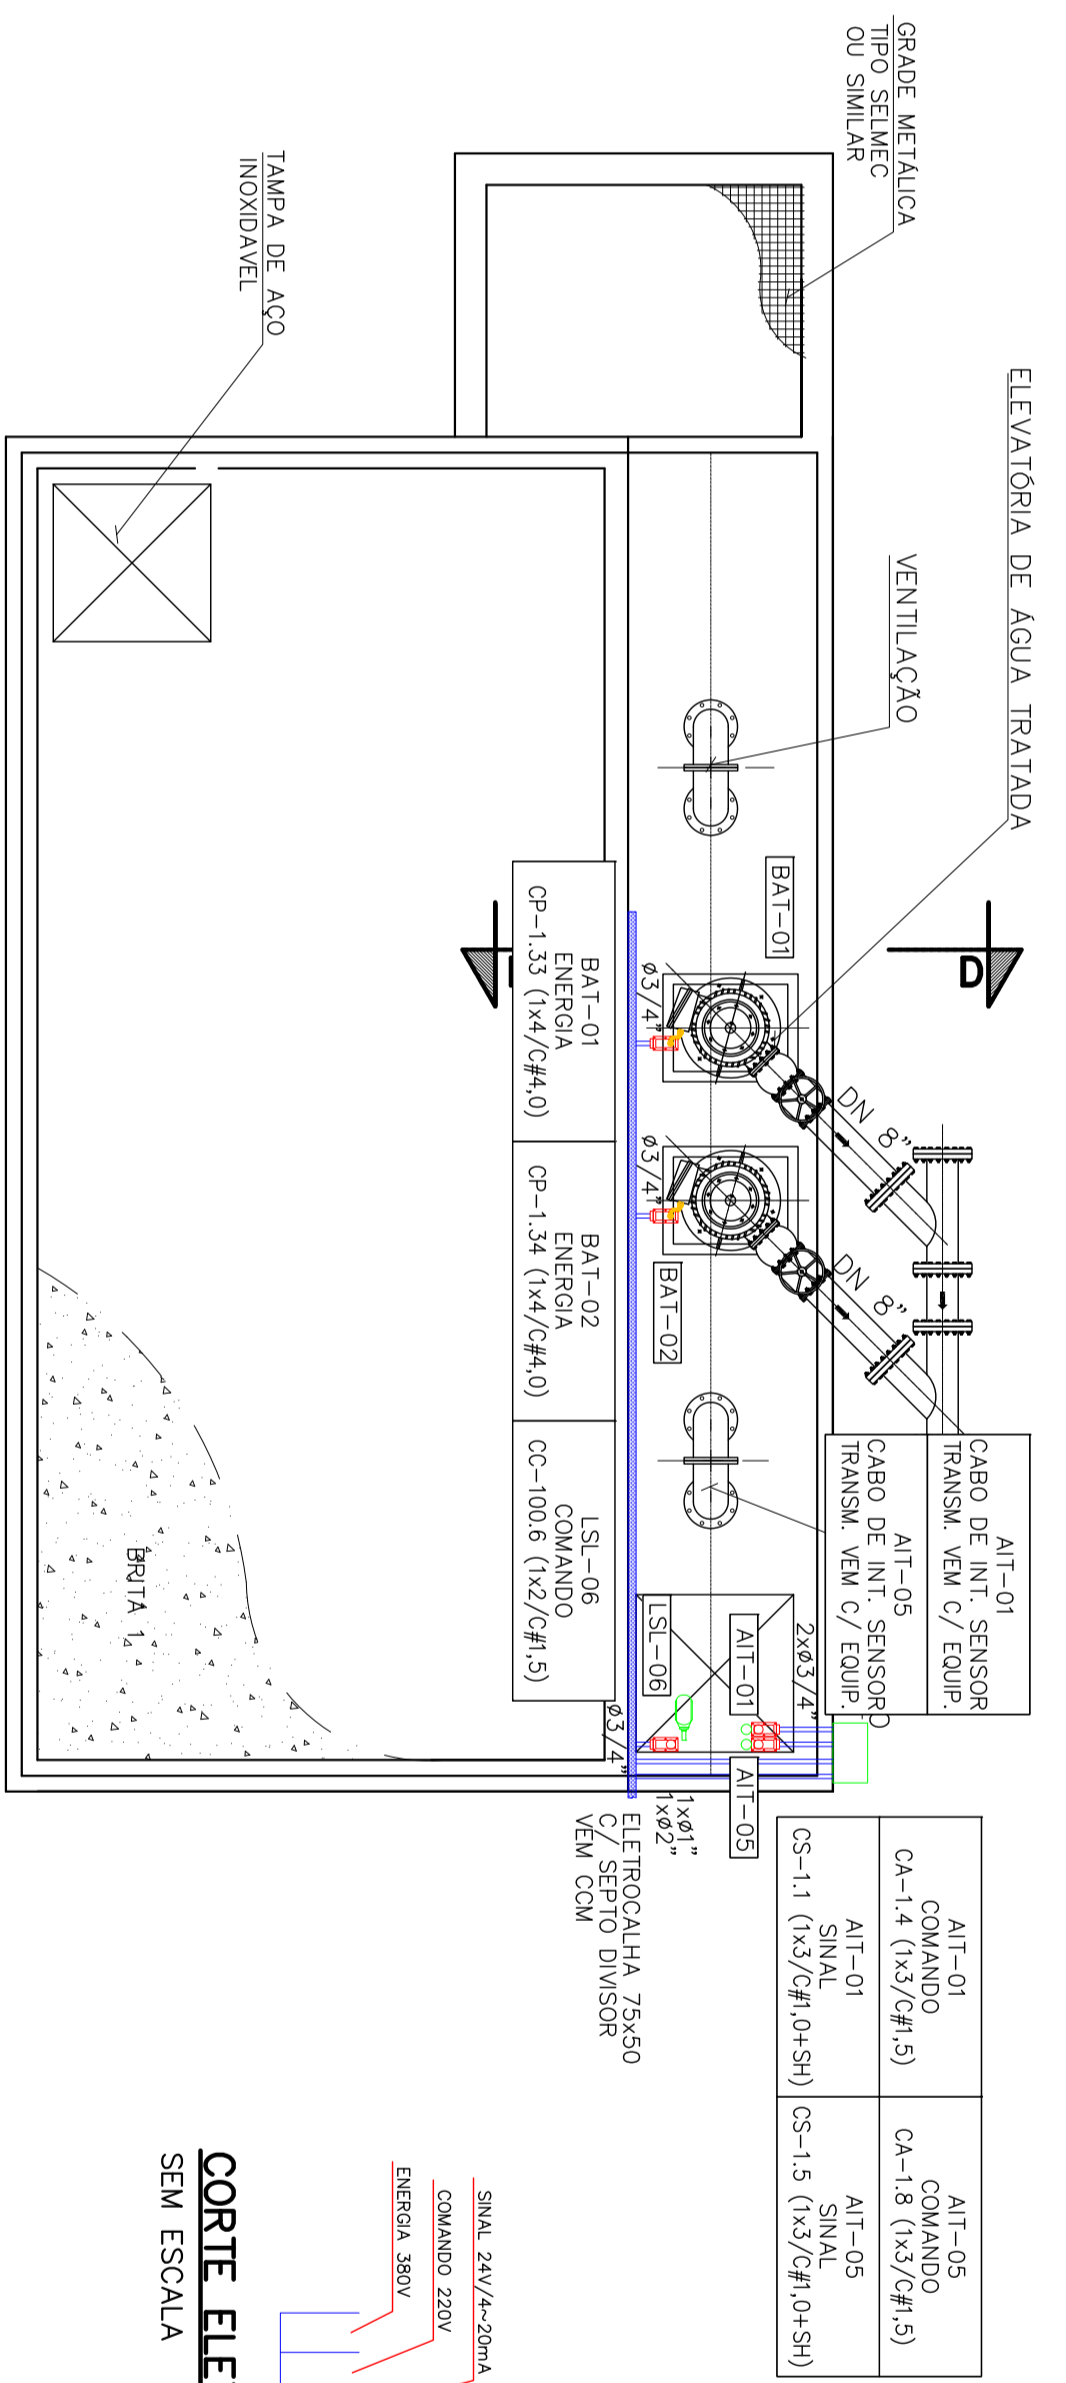 GRADE METÁLICA
TIPO SELMEC
OU SIMILAR
TAMPA DE AÇO
INOXIDAVEL
ELEVATÓRIA DE ÁGUA TRATADA
VENTILAÇÃO
BAT-01
D
ø3/4"
DN 8"
ø3/4"
DN 8"
BAT-02
BAT-01
ENERGIA
CP-1.33 (1x4/C#4,0)
BAT-02
ENERGIA
CP-1.34 (1x4/C#4,0)
LSL-06
COMANDO
CC-100.6 (1x2/C#1,5)
AIT-01
CABO DE INT. SENSOR
TRANSM. VEM C/ EQUIP.
AIT-05
CABO DE INT. SENSOR
TRANSM. VEM C/ EQUIP.
2xø3/4"
AIT-01
LSL-06
AIT-05
ø3/4"
1xø1"
1xø2"
ELETROCALHA 75x50
C/ SEPTO DIVISOR
VEM CCM
BRITA 1
AIT-01
COMANDO
CA-1.4 (1x3/C#1,5)
AIT-05
COMANDO
CA-1.8 (1x3/C#1,5)
AIT-01
SINAL
CS-1.1 (1x3/C#1,0+SH)
AIT-05
SINAL
CS-1.5 (1x3/C#1,0+SH)
SINAL 24V/4~20mA
COMANDO 220V
ENERGIA 380V
CORTE
SEM ESCALA